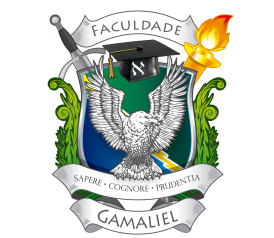 FACULDADE
SAPERE • COGNORE • PRUDENTIA
GAMALIEL